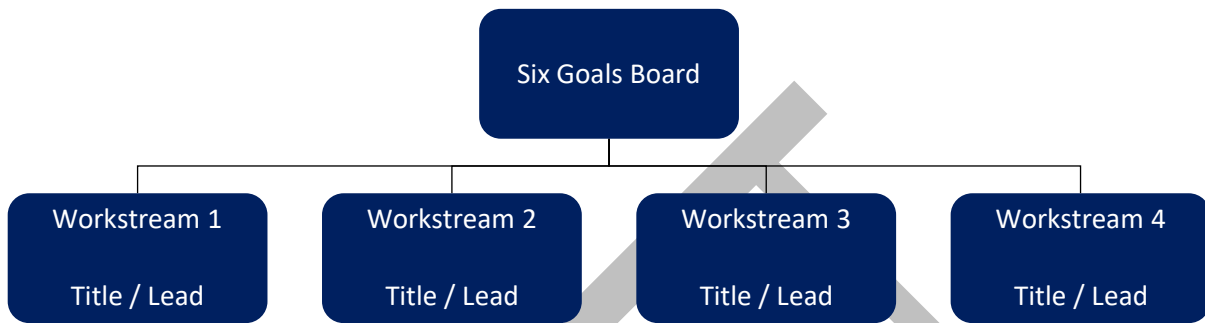 Six Goals Board
Workstream 1
Title / Lead
Workstream 2
Title / Lead
Workstream 3
Title / Lead
Workstream 4
Title / Lead